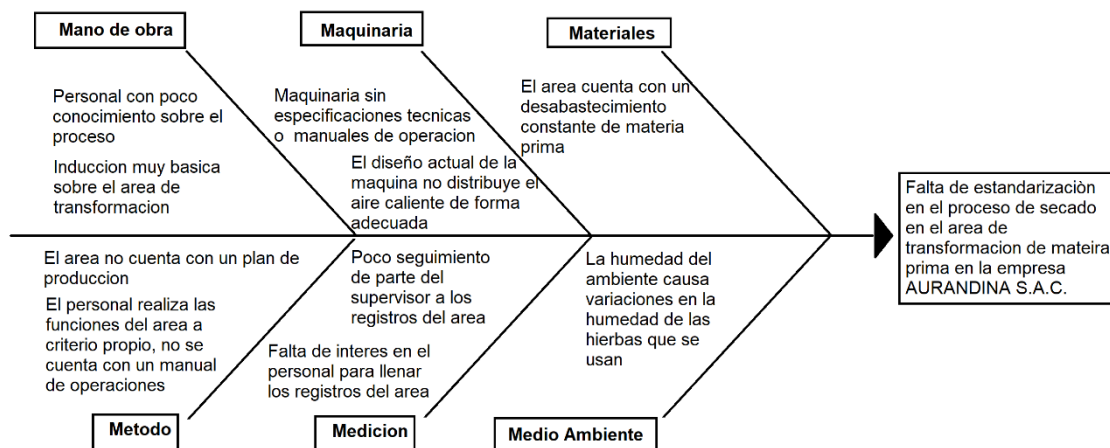 Mano de obra
Maquinaria
Materiales
Personal con poco
conocimiento sobre el
proceso
Induccion muy basica
sobre el area de
transformacion
Maquinaria sin
especificaciones tecnicas
o manuales de operacion
El diseño actual de la
maquina no distribuye el
aire caliente de forma
adecuada
El area cuenta con un
desabastecimiento
constante de materia
prima
Falta de estandarizaciòn
en el proceso de secado
en el area de
transformacion de mateira
prima en la empresa
AURANDINA S.A.C.
El area no cuenta con un plan de
produccion
El personal realiza las
funciones del area a
criterio propio, no se
cuenta con un manual
de operaciones
Poco seguimiento
de parte del
supervisor a los
registros del area
Falta de interes en el
personal para llenar
los registros del area
La humedad del
ambiente causa
variaciones en la
humedad de las
hierbas que se
usan
Metodo
Medicion
Medio Ambiente